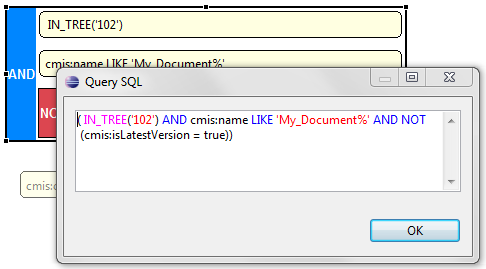 IN_TREE('102')
AND
cmis:name LIKE 'My_Document%'
Query SQL
NO
( IN_TREE('102') AND cmis:name LIKE 'My_Document%' AND NOT
(cmis:isLatestVersion = true))
cmis:
OK